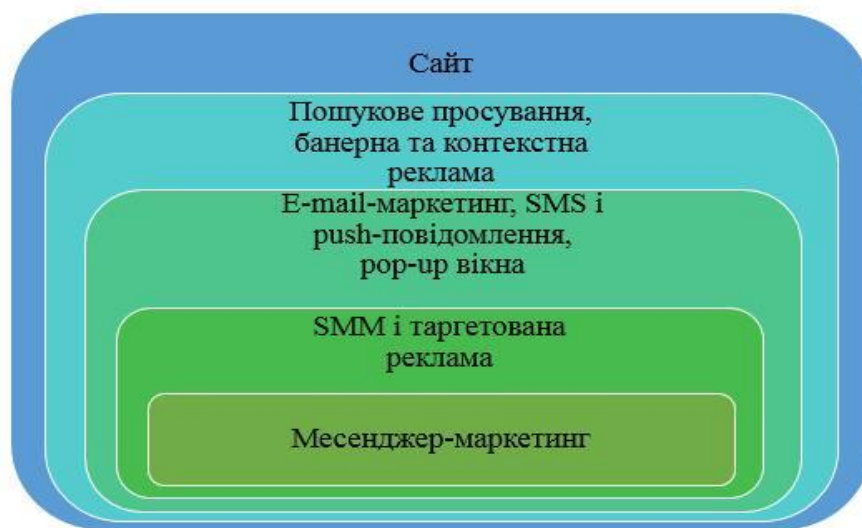 Сайт
Пошукове просування,
банерна та контекстна
реклама
E-mail-маркетинг, SMS і
push-повідомлення,
pop-up вікна
SMM і таргетована
реклама
Месенджер-маркетинг